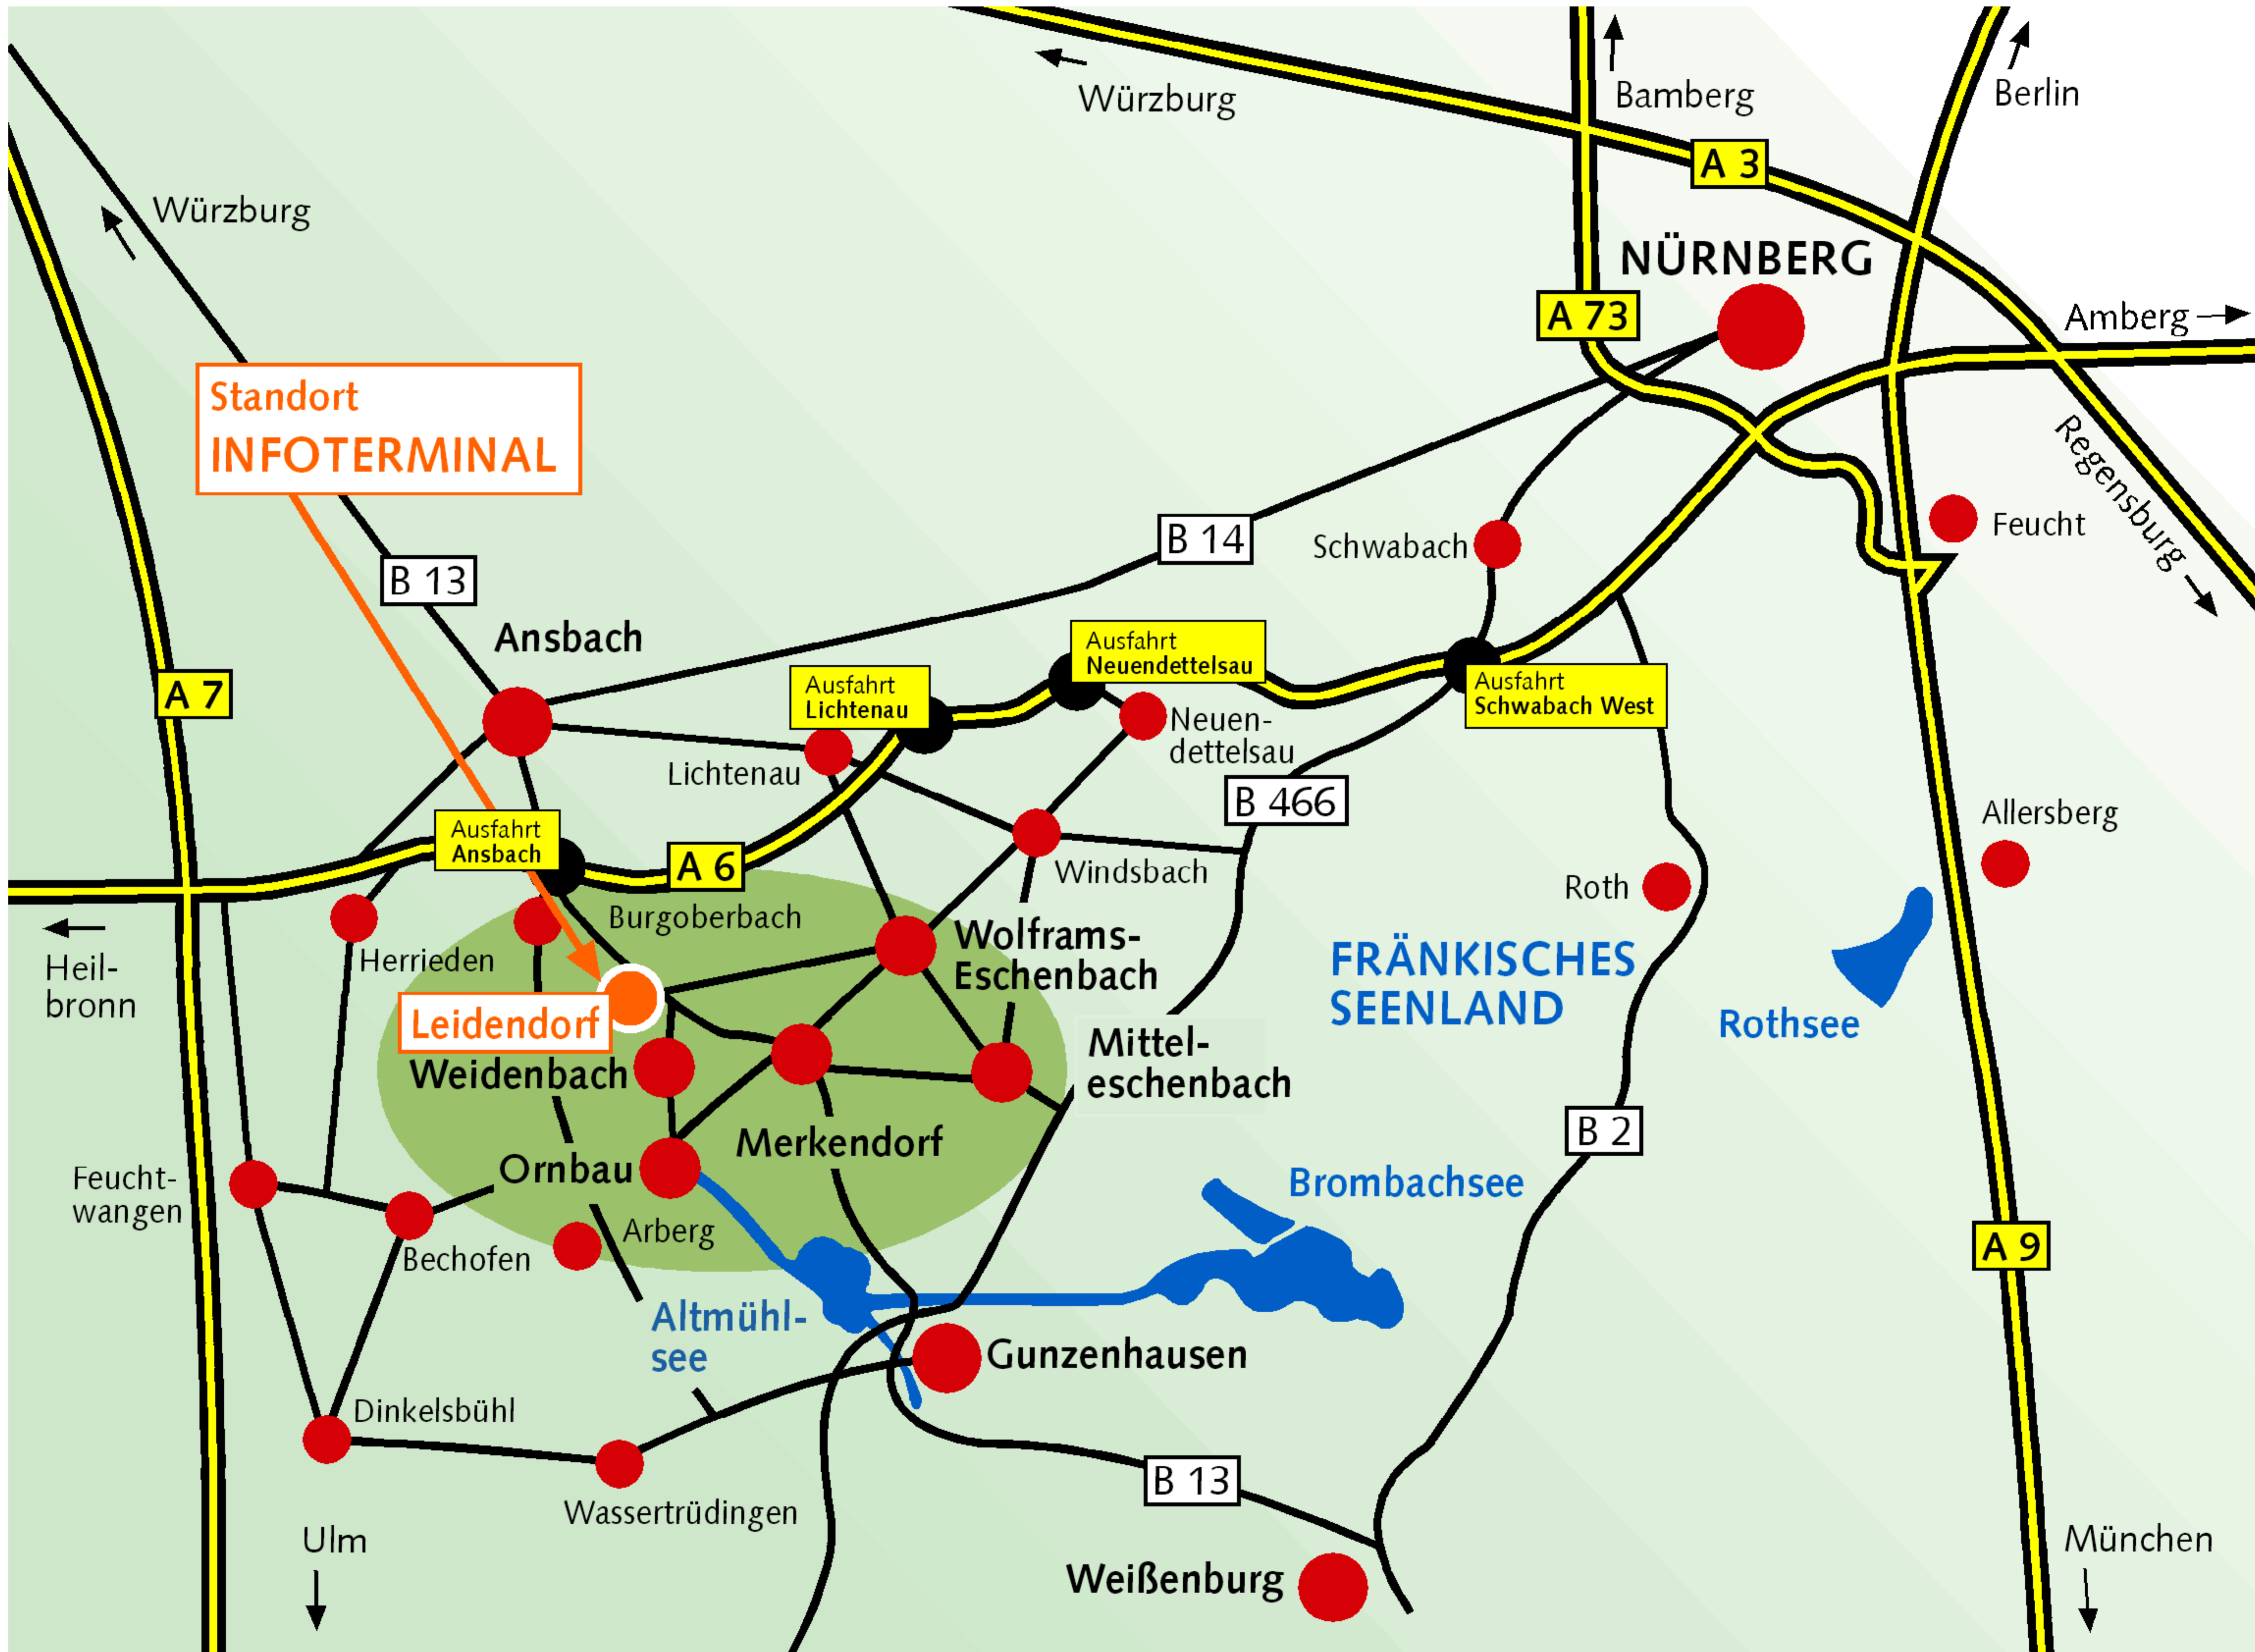 Würzburg
Bamberg
Berlin
A 3
Würzburg
NÜRNBERG
A 73
Amberg
Standort
INFOTERMINAL
Regensburg
B 14
Schwabach
Feucht
B 13
Ansbach
A 7
Ausfahrt
Lichtenau
Ausfahrt
Neuendettelsau
Ausfahrt
Schwabach West
Neuen-
dettelsau
Lichtenau
B 466
Allersberg
Ausfahrt
Ansbach
A 6
Windsbach
Roth
Burgoberbach
Herrieden
Heil-
bronn
Wolframs-
Eschenbach
FRÄNKISCHES
SEENLAND
Rothsee
Leidendorf
Weidenbach
Mittel-
eschenbach
B 2
Merkendorf
Ornbau
Feucht-
wangen
Brombachsee
Arberg
Bechofen
A 9
Altmühl-
see
Gunzenhausen
Dinkelsbühl
B 13
Wassertrüdingen
Ulm
München
Weißenburg